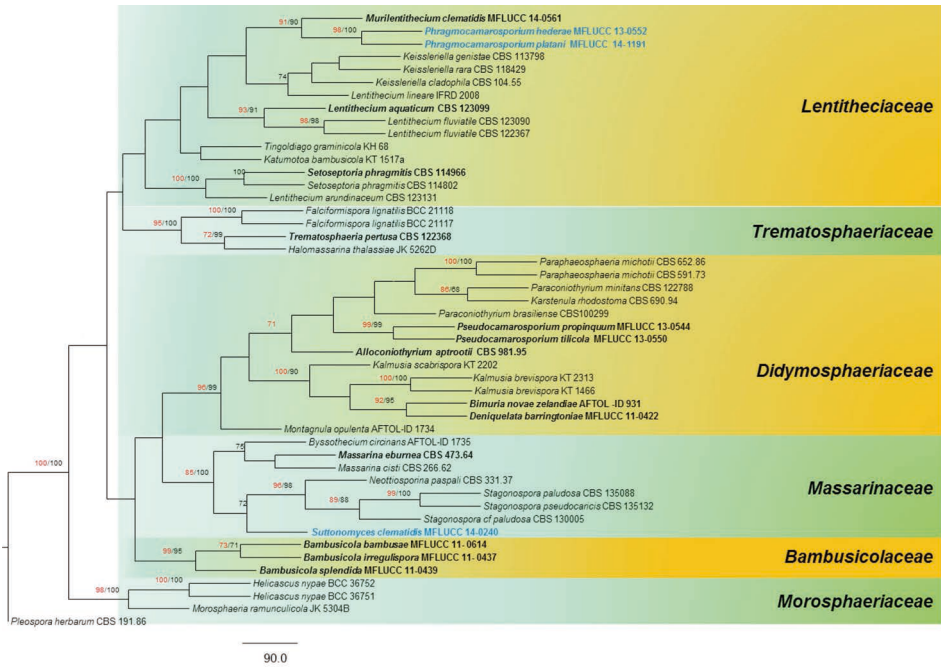 91/90
Murilentithecium clematidis MFLUCC 14-0561
98/100
Phragmocamarosporium hederae MFLUCC 13-0552
Phragmocamarosporium platani MFLUCC 14-1191
Keissleriella genistae CBS 113798
Keissleriella rara CBS 118429
74
Keissleriella cladophila CBS 104.55
Lentithecium lineare IFRD 2008
Lentitheciaceae
93/91
Lentithecium aquaticum CBS 123099
98/98
Lentithecium fluviatile CBS 123090
Lentithecium fluviatile CBS 122367
Tingoldiago graminicola KH 68
Katumotoa bambusicola KT 1517a
100
Setoseptoria phragmitis CBS 114966
100/100
Setoseptoria phragmitis CBS 114802
Lentithecium arundinaceum CBS 123131
100/100
Falciformispora lignatilis BCC 21118
Falciformispora lignatilis BCC 21117
Trematosphaeriaceae
95/100
72/99
Trematosphaeria pertusa CBS 122368
Halomassarina thalassiae JK 5262D
100/100
Paraphaeosphaeria michotii CBS 652.86
Paraphaeosphaeria michotii CBS 591.73
86/68
Paraconiothyrium minitans CBS 122788
Karstenula rhodostoma CBS 690.94
Paraconiothyrium brasiliense CBS100299
71
99/99
Pseudocamarosporium propinquum MFLUCC 13-0544
Pseudocamarosporium tilicola MFLUCC 13-0550
Alloconiothyrium aptrootii CBS 981.95
100/90
Kalmusia scabrispora KT 2202
Didymosphaeriaceae
100/100
Kalmusia brevispora KT 2313
Kalmusia brevispora KT 1466
96/99
92/95
Bimuria novae zelandiae AFTOL -ID 931
Deniquelata barringtoniae MFLUCC 11-0422
Montagnula opulenta AFTOL-ID 1734
75
Byssothecium circinans AFTOL-ID 1735
Massarina eburnea CBS 473.64
100/100
85/100
Massarina cisti CBS 266.62
96/98
Neottiosporina paspali CBS 331.37
Massarinaceae
99/100
Stagonospora paludosa CBS 135088
72
89/88
Stagonospora pseudocaricis CBS 135132
Stagonospora cf paludosa CBS 130005
Suttonomyces clematidis MFLUCC 14-0240
73/71
Bambusicola bambusae MFLUCC 11- 0614
99/95
Bambusicola irregulispora MFLUCC 11- 0437
Bambusicolaceae
Bambusicola splendida MFLUCC 11-0439
100/100
Helicascus nypae BCC 36752
98/100
Helicascus nypae BCC 36751
Morosphaeriaceae
Morosphaeria ramunculicola JK 5304B
Pleospora herbarum CBS 191.86
90.0